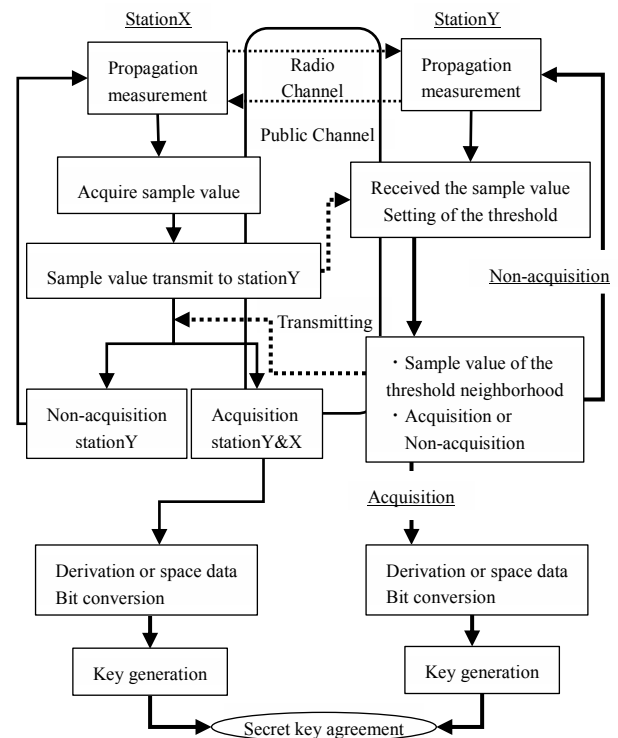 StationX
StationY
Propagation
measurement
Radio
Channel
Propagation
measurement
Public Channel
Acquire sample value
Received the sample value
Setting of the threshold
Sample value transmit to stationY
Non-acquisition
Transmitting
・Sample value of the
threshold neighborhood
・Acquisition or
Non-acquisition
Non-acquisition
stationY
Acquisition
stationY&X
Acquisition
Derivation or space data
Bit conversion
Derivation or space data
Bit conversion
Key generation
Key generation
Secret key agreement